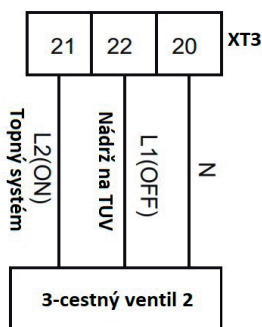 21 22 20 XT3
Topný systém
L2(ON)
Nádrž na TUV
L1(OFF)
N
3-cestný ventil 2